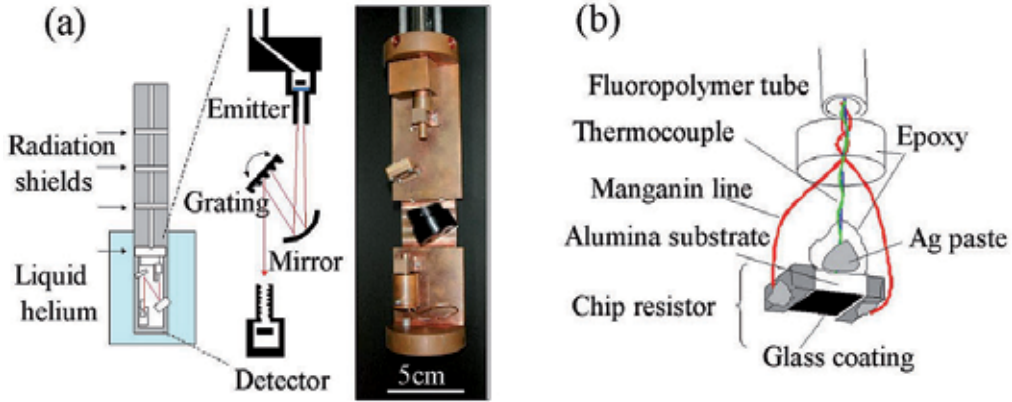 (a)
Radiation
shields
Liquid
helium
Emitter
Grating
Mirror
Detector
5cm
(b)
Fluoropolymer tube
Thermocouple
Epoxy
Manganin line
Alumina substrate
Ag paste
Chip resistor
Glass coating